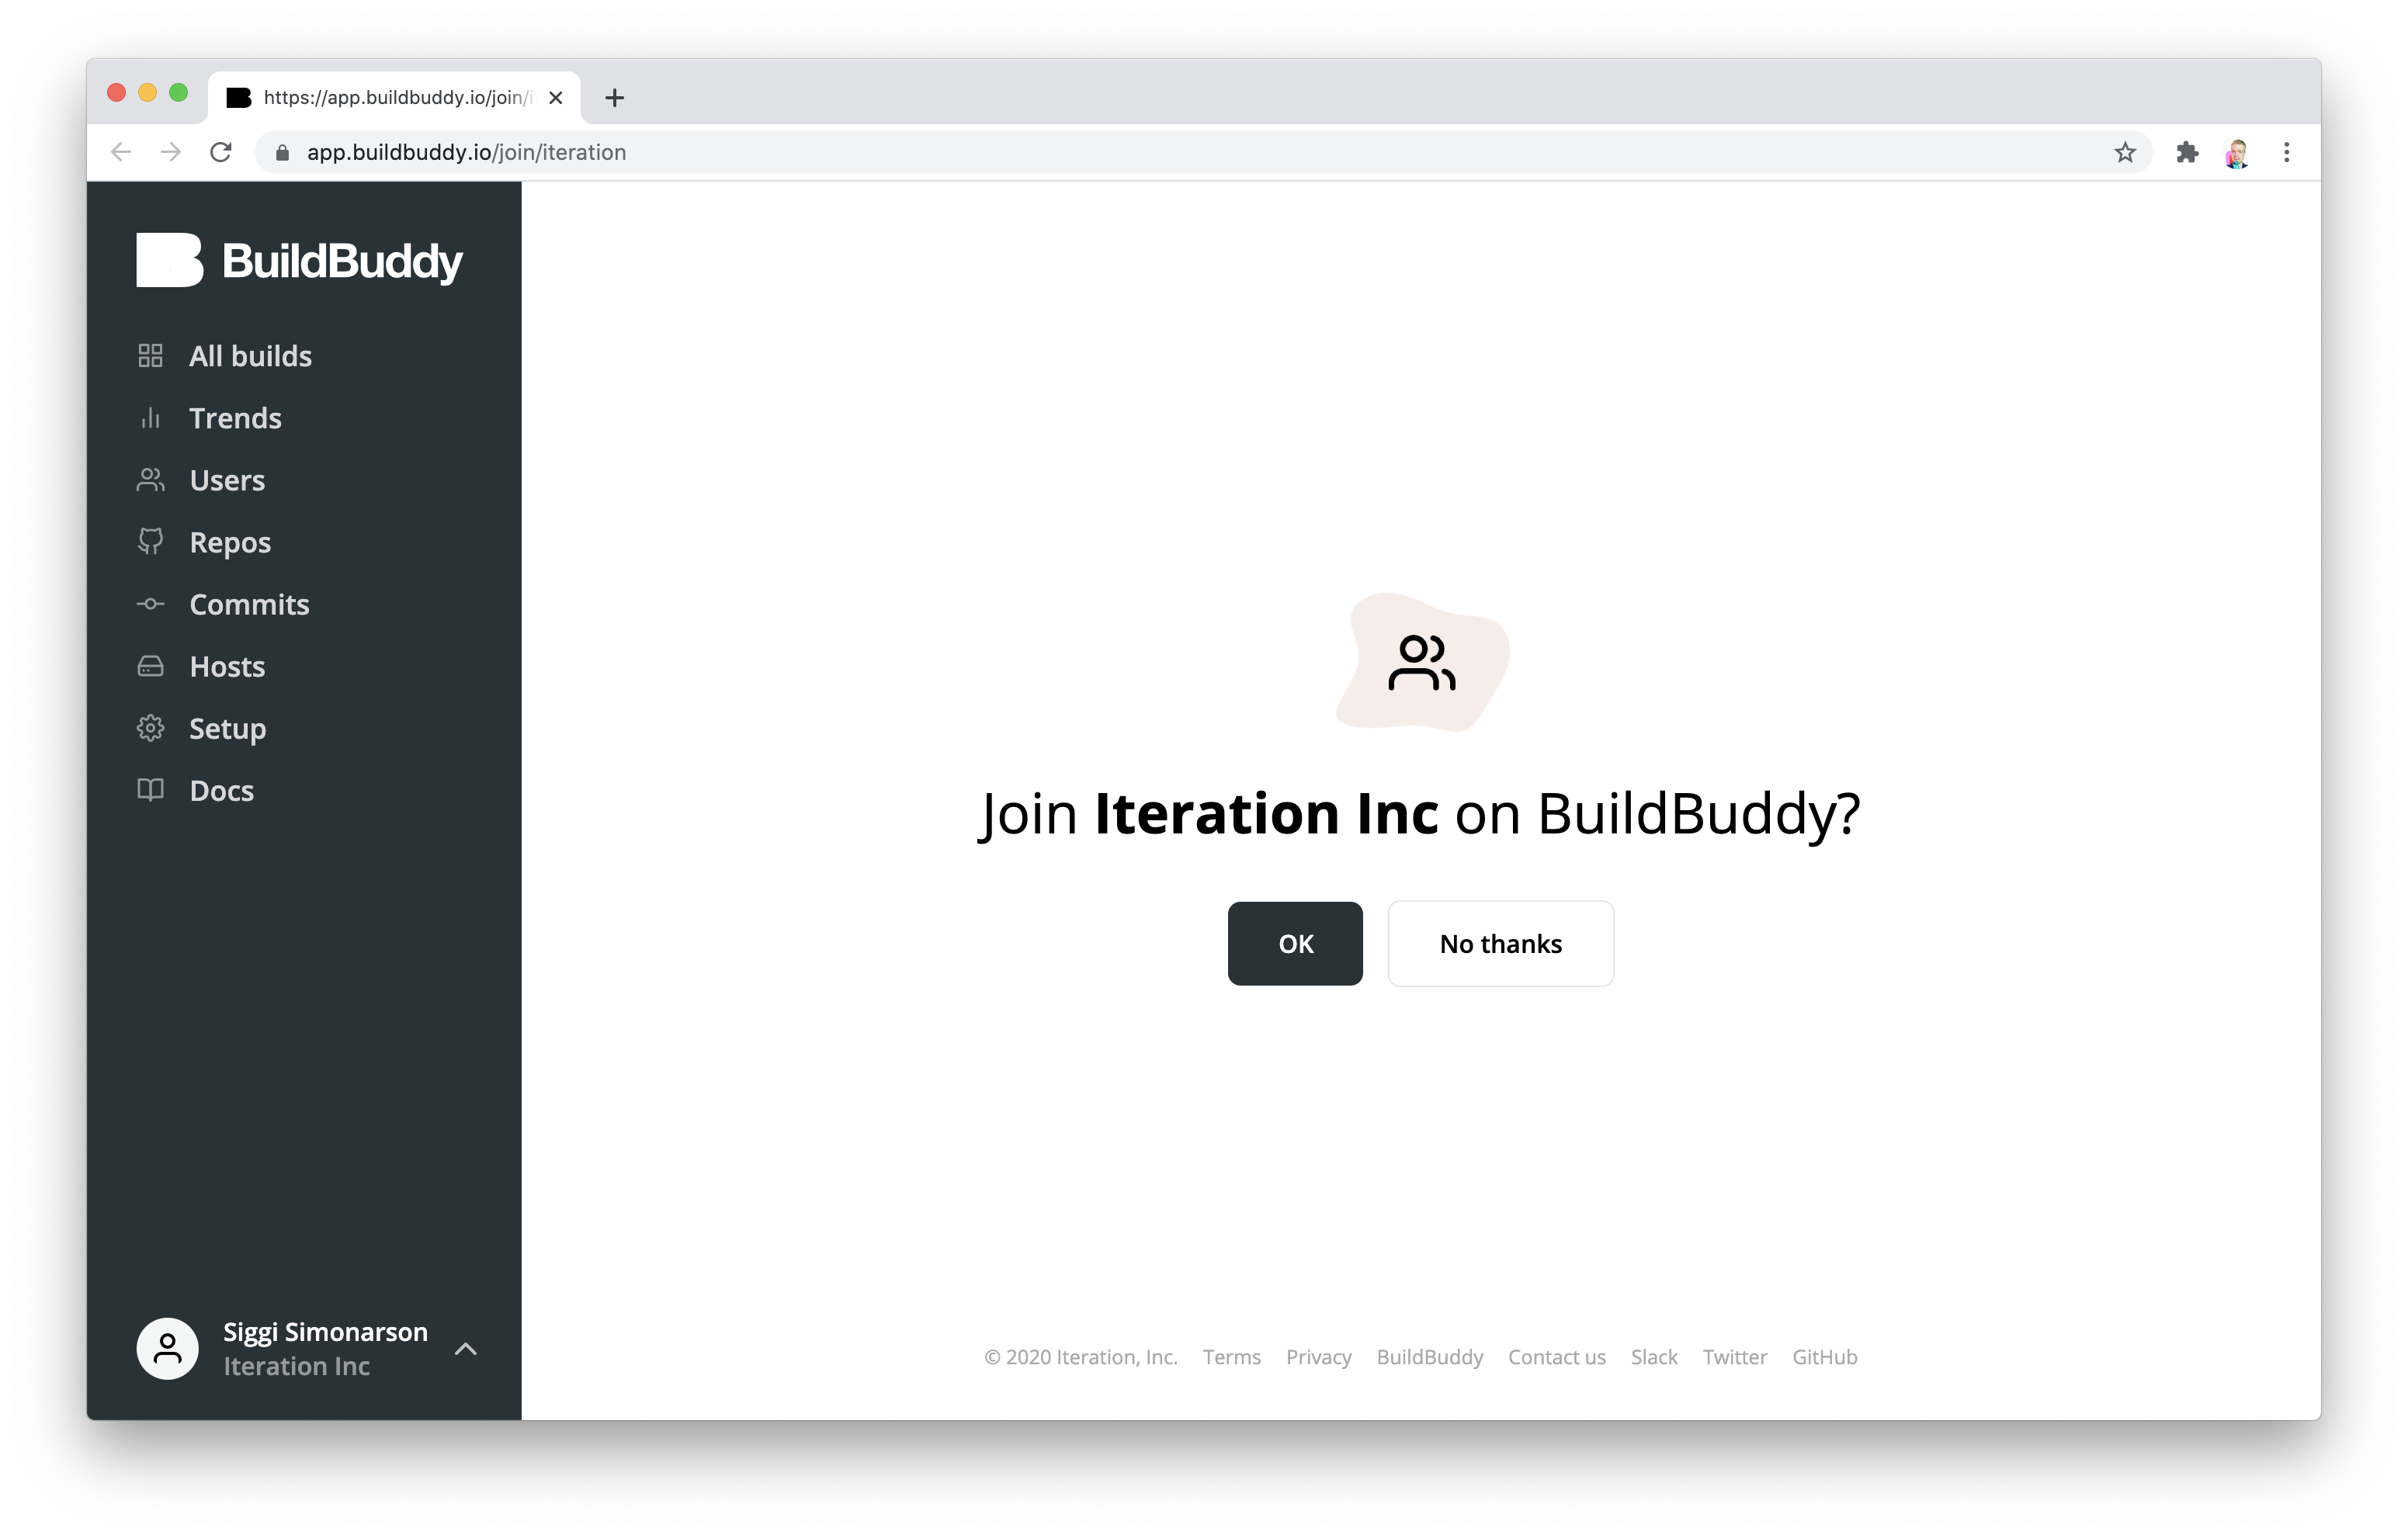 https://app.buildbuddy.io/join/i
app.buildbuddy.io/join/iteration
BuildBuddy
All builds
Trends
Users
Repos
Commits
Hosts
Setup
Docs
Join Iteration Inc on BuildBuddy?
OK
No thanks
Siggi Simonarson
Iteration Inc
© 2020 Iteration, Inc. Terms Privacy BuildBuddy Contact us Slack Twitter GitHub